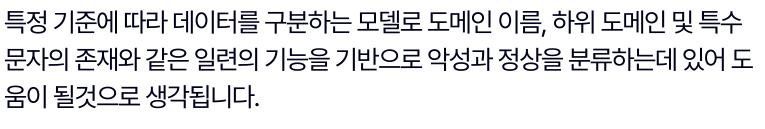 특정 기준에 따라 데이터를 구분하는 모델로 도메인 이름, 하위 도메인 및 특수
문자의 존재와 같은 일련의 기능을 기반으로 악성과 정상을 분류하는데 있어 도
움이 될것으로 생각됩니다.